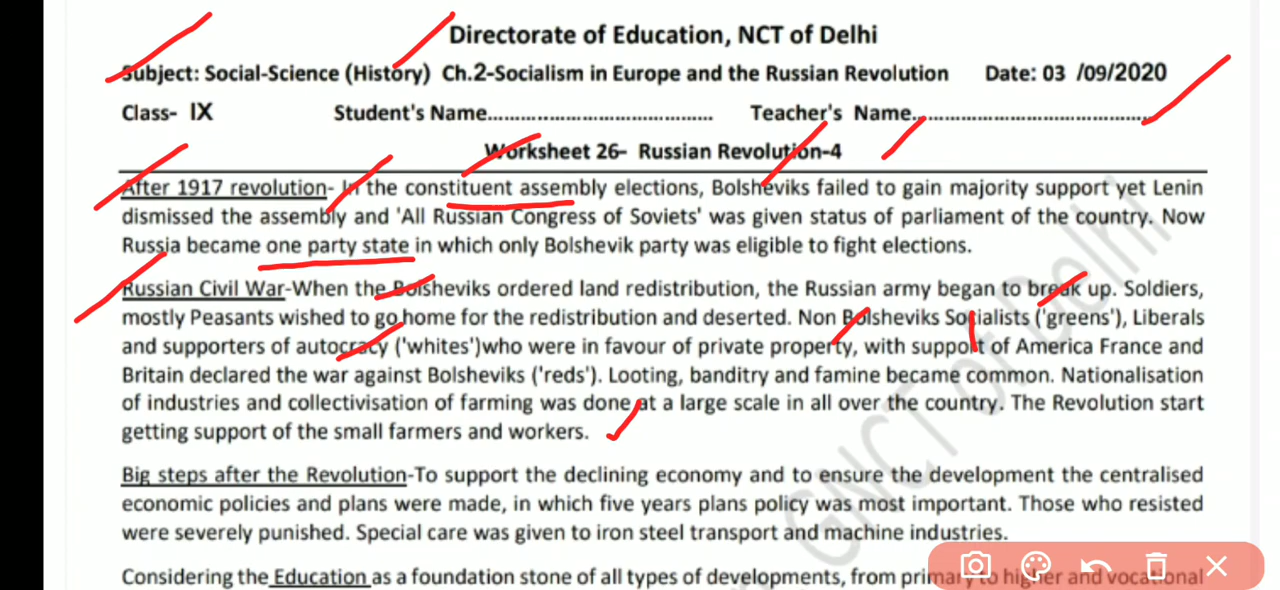 Directorate of Education, NCT of Delhi
Subject: Social-Science (History) Ch.2-Socialism in Europe and the Russian Revolution Date: 03 /09/2020
Class- IX Student's Name............................................ Teacher's Name............................................
Worksheet 26- Russian Revolution-4
After 1917 revolution- In the constituent assembly elections, Bolsheviks failed to gain majority support yet Lenin
dismissed the assembly and 'All Russian Congress of Soviets' was given status of parliament of the country. Now
Russia became one party state in which only Bolshevik party was eligible to fight elections.
Russian Civil War-When the Bolsheviks ordered land redistribution, the Russian army began to break up. Soldiers,
mostly Peasants wished to go home for the redistribution and deserted. Non Bolsheviks Socialists ('greens'), Liberals
and supporters of autocracy ('whites')who were in favour of private property, with support of America France and
Britain declared the war against Bolsheviks ('reds'). Looting, banditry and famine became common. Nationalisation
of industries and collectivisation of farming was done at a large scale in all over the country. The Revolution start
getting support of the small farmers and workers.
Big steps after the Revolution-To support the declining economy and to ensure the development the centralised
economic policies and plans were made, in which five years plans policy was most important. Those who resisted
were severely punished. Special care was given to iron steel transport and machine industries.
Considering the Education as a foundation stone of all types of developments, from primary to higher and vocational
GNCT of Delhi